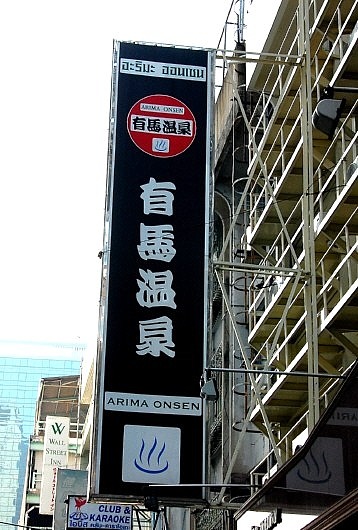 อะริมะ ออนเซน
ARIMA ONSEN
有馬温泉
有馬温泉
ARIMA ONSEN
W
WALL
STREET
INN
CLUB &
KARAOKE